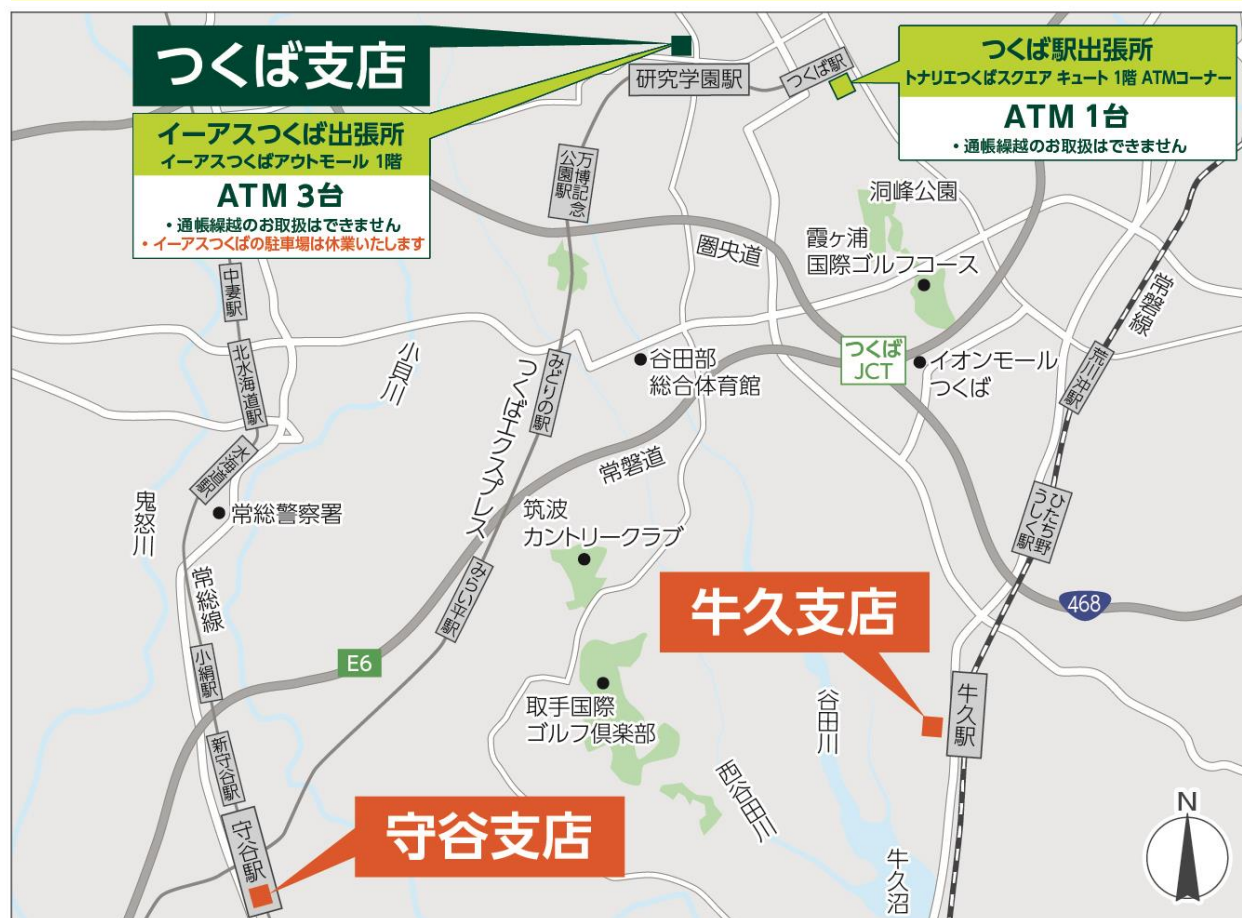 つくば支店
イーアスつくば出張所
イーアスつくばアウトモール 1階
ATM 3台
・通帳繰越のお取扱はできません
・イーアスつくばの駐車場は休業いたします
研究学園駅
つくば駅
つくば駅出張所
トナリエつくばスクエア キュート 1階 ATMコーナー
ATM 1台
・通帳繰越のお取扱はできません
万博記念
公園駅
洞峰公園
霞ヶ浦
国際ゴルフコース
圏央道
常磐線
中妻駅
北水海道駅
小貝川
みどりの駅
つくばエクスプレス
谷田部
総合体育館
つくば
JCT
イオンモール
つくば
荒川沖駅
水海道駅
常磐道
鬼怒川
常総警察署
筑波
カントリークラブ
ひたち野
うしく駅
みらい平駅
常総線
牛久支店
468
小絹駅
E6
取手国際
ゴルフ倶楽部
谷田川
牛久駅
新守谷駅
西谷田川
守谷支店
守谷駅
牛久沼
N